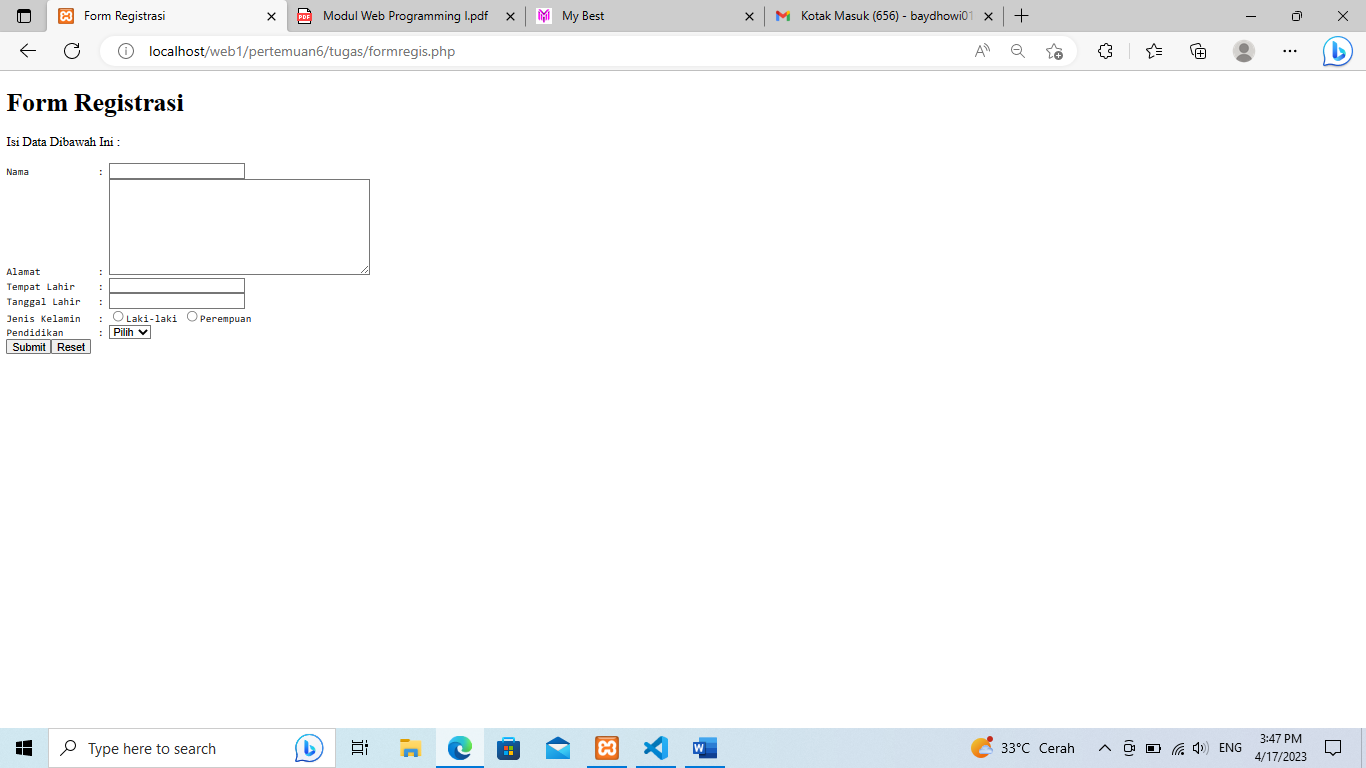 Form Registrasi
Modul Web Programming I.pdf
My Best
Kotak Masuk (656) - baydhowi01
localhost/web1/pertemuan6/tugas/formregis.php
Form Registrasi
Isi Data Dibawah Ini :
Nama :
Alamat :
Tempat Lahir :
Tanggal Lahir :
Jenis Kelamin : Laki-laki Perempuan
Pendidikan : Pilih
Submit Reset
Type here to search
33°C Cerah
ENG
3:47 PM
4/17/2023